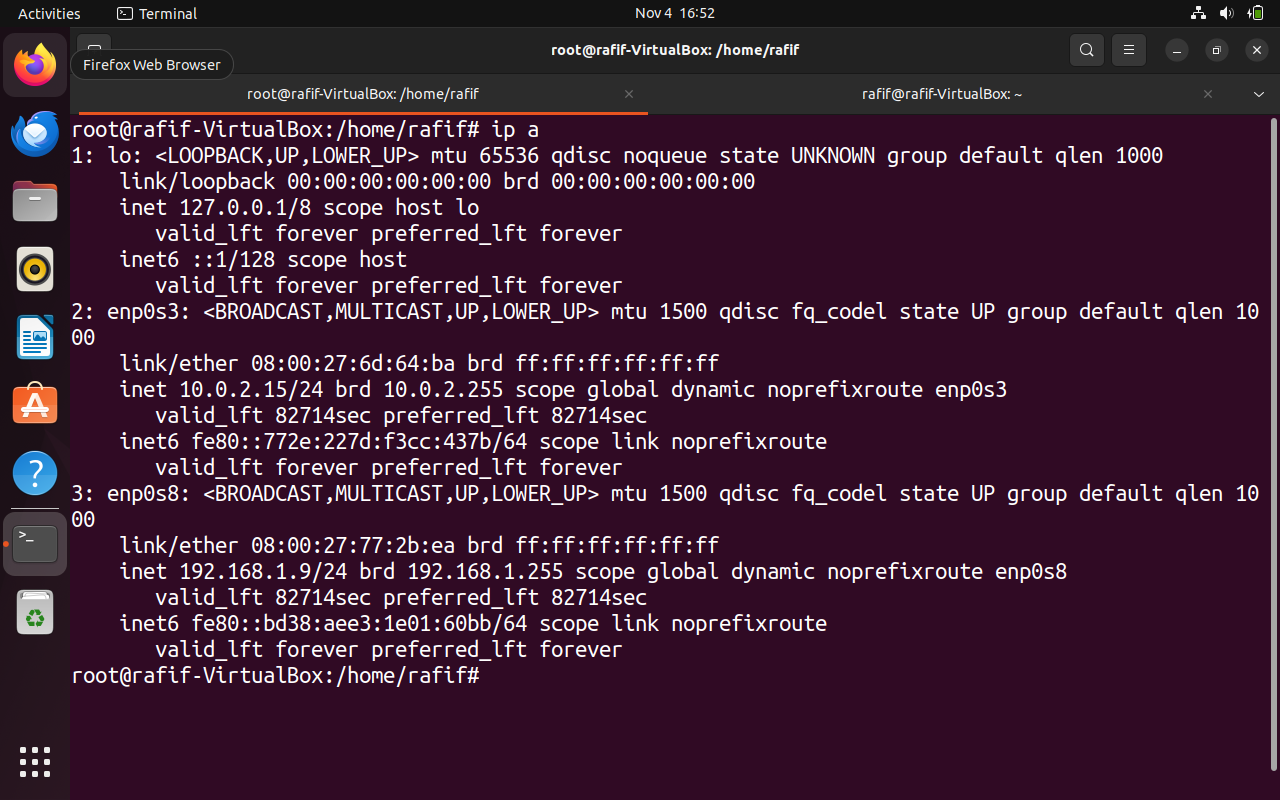 Activities
Terminal
Nov 4 16:52
root@rafif-VirtualBox: /home/rafif
Firefox Web Browser
root@rafif-VirtualBox: /home/rafif
rafif@rafif-VirtualBox: ~
root@rafif-VirtualBox:/home/rafif# ip a
1: lo: <LOOPBACK,UP,LOWER_UP> mtu 65536 qdisc noqueue state UNKNOWN group default qlen 1000
    link/loopback 00:00:00:00:00:00 brd 00:00:00:00:00:00
    inet 127.0.0.1/8 scope host lo
       valid_lft forever preferred_lft forever
    inet6 ::1/128 scope host
       valid_lft forever preferred_lft forever
2: enp0s3: <BROADCAST,MULTICAST,UP,LOWER_UP> mtu 1500 qdisc fq_codel state UP group default qlen 10
00
    link/ether 08:00:27:6d:64:ba brd ff:ff:ff:ff:ff:ff
    inet 10.0.2.15/24 brd 10.0.2.255 scope global dynamic noprefixroute enp0s3
       valid_lft 82714sec preferred_lft 82714sec
    inet6 fe80::772e:227d:f3cc:437b/64 scope link noprefixroute
       valid_lft forever preferred_lft forever
3: enp0s8: <BROADCAST,MULTICAST,UP,LOWER_UP> mtu 1500 qdisc fq_codel state UP group default qlen 10
00
    link/ether 08:00:27:77:2b:ea brd ff:ff:ff:ff:ff:ff
    inet 192.168.1.9/24 brd 192.168.1.255 scope global dynamic noprefixroute enp0s8
       valid_lft 82714sec preferred_lft 82714sec
    inet6 fe80::bd38:aee3:1e01:60bb/64 scope link noprefixroute
       valid_lft forever preferred_lft forever
root@rafif-VirtualBox:/home/rafif#